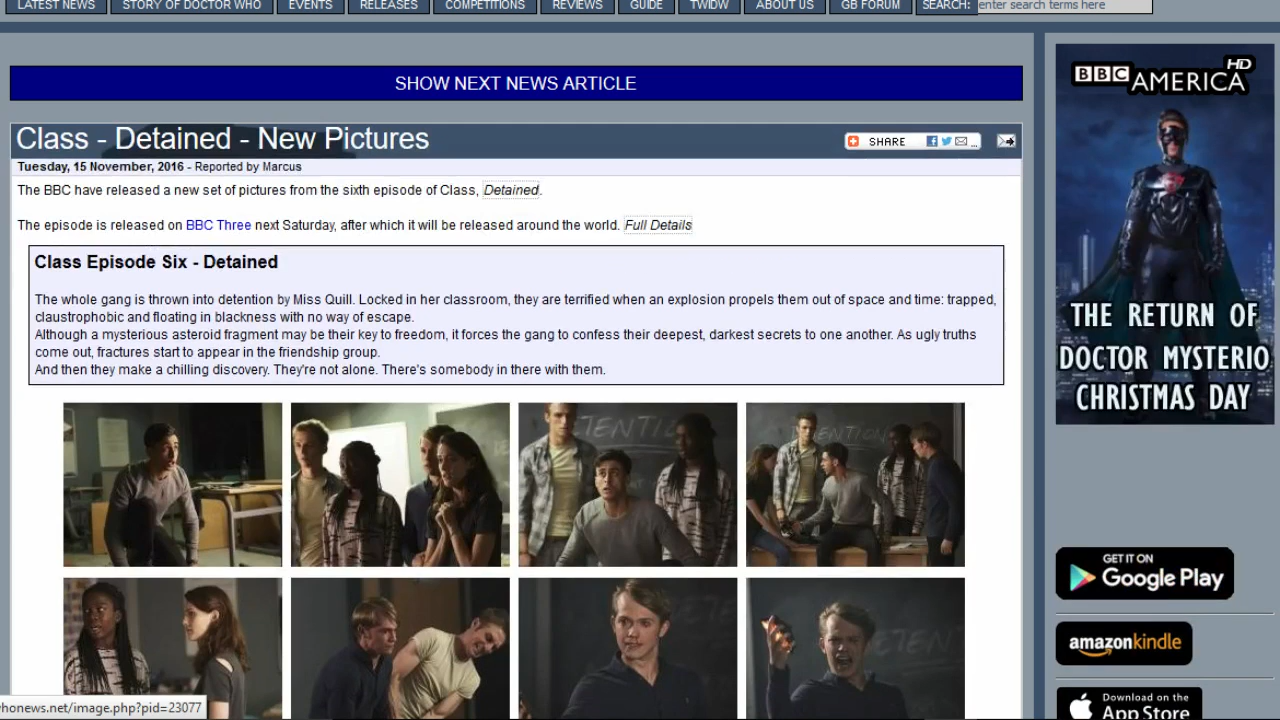 LATEST NEWS STORY OF DOCTOR WHO EVENTS RELEASES COMPETITIONS REVIEWS GUIDE TWIDW ABOUT US GB FORUM SEARCH: enter search terms here
SHOW NEXT NEWS ARTICLE
Class - Detained - New Pictures
SHARE
Tuesday, 15 November, 2016 - Reported by Marcus
The BBC have released a new set of pictures from the sixth episode of Class, Detained.
The episode is released on BBC Three next Saturday, after which it will be released around the world. Full Details
Class Episode Six - Detained
The whole gang is thrown into detention by Miss Quill. Locked in her classroom, they are terrified when an explosion propels them out of space and time: trapped,
claustrophobic and floating in blackness with no way of escape.
Although a mysterious asteroid fragment may be their key to freedom, it forces the gang to confess their deepest, darkest secrets to one another. As ugly truths
come out, fractures start to appear in the friendship group.
And then they make a chilling discovery. They're not alone. There's somebody in there with them.
honews.net/image.php?pid=23077
BBC AMERICA HD
THE RETURN OF
DOCTOR MYSTERIO
CHRISTMAS DAY
GET IT ON
Google Play
amazonkindle
Download on the
App Store